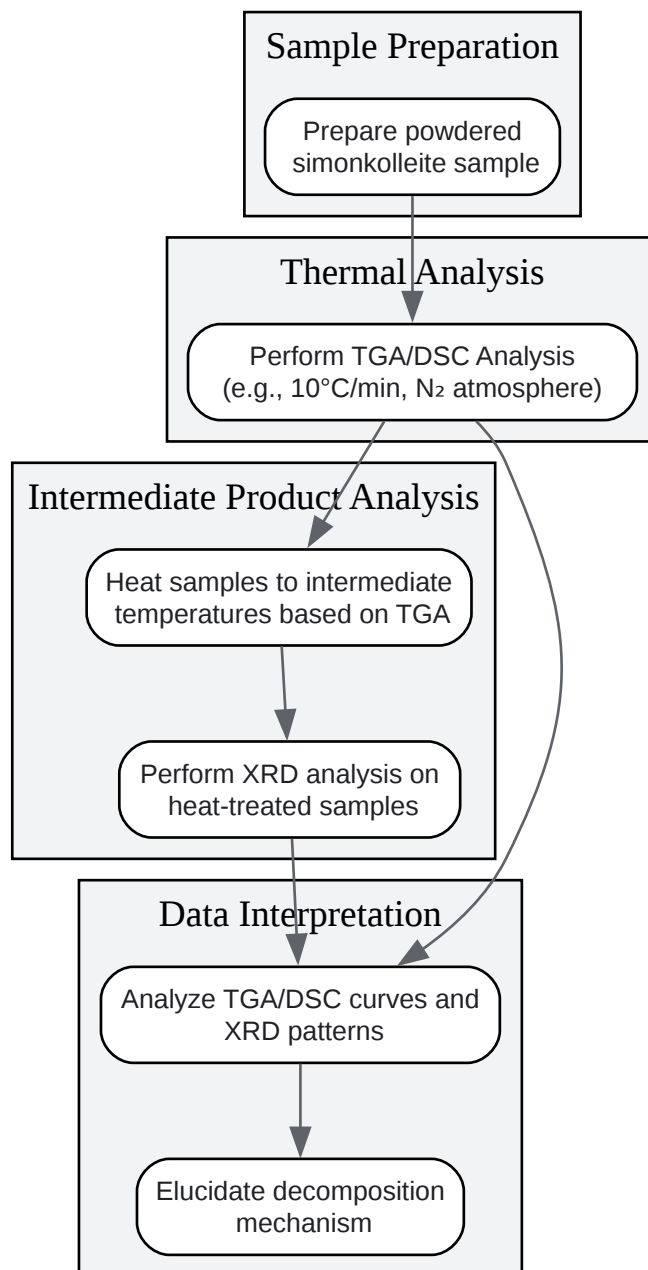 Sample Preparation
Prepare powdered
simonkolleite sample
Thermal Analysis
Perform TGA/DSC Analysis
(e.g., 10°C/min, N₂ atmosphere)
Intermediate Product Analysis
Heat samples to intermediate
temperatures based on TGA
Perform XRD analysis on
heat-treated samples
Data Interpretation
Analyze TGA/DSC curves and
XRD patterns
Elucidate decomposition
mechanism